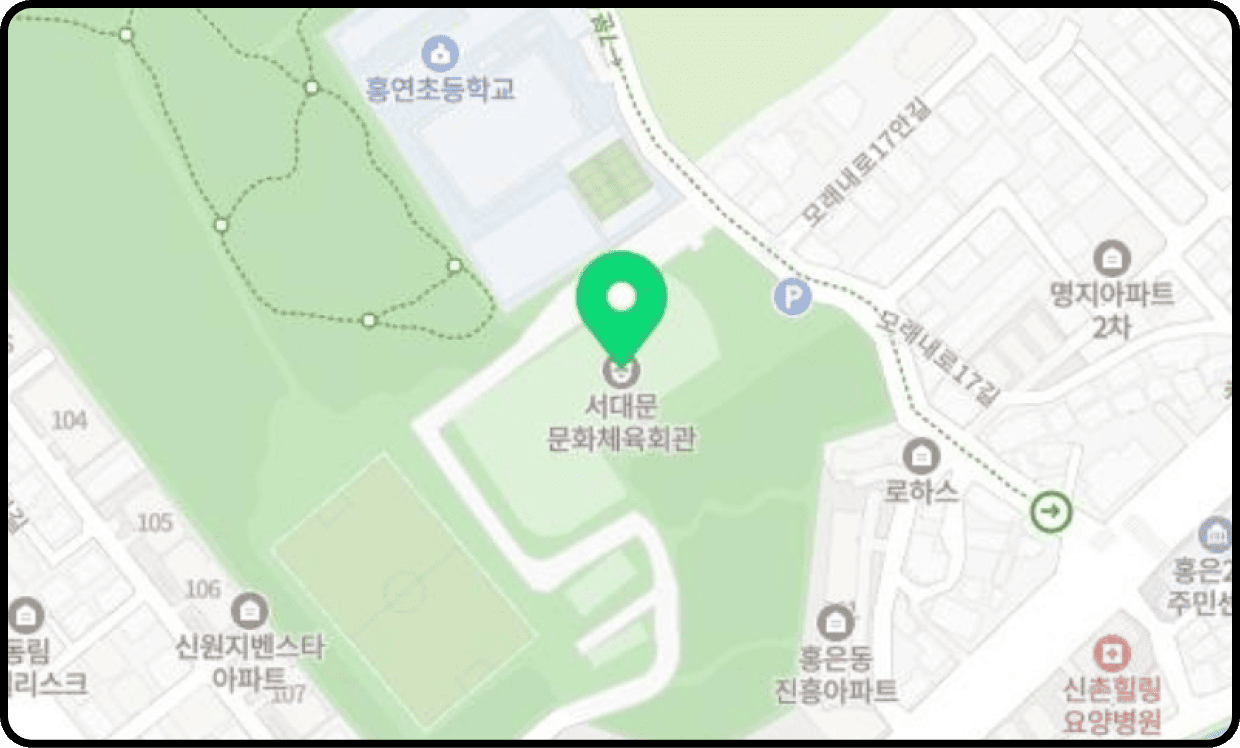 홍연초등학교
모래내로17안길
명지아파트
2차
모래내로17길
서대문
문화체육회관
104
로하스
105
106
신원지벤스타
아파트
107
동림
리스크
홍은동
진흥아파트
홍은2
주민센
신촌힐링
요양병원
P